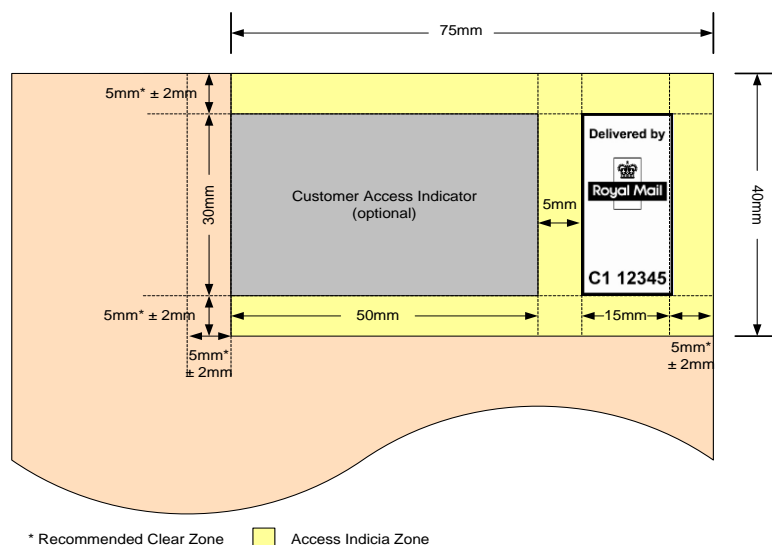 75mm
5mm* ± 2mm
Delivered by
Royal Mail
C1 12345
Customer Access Indicator
(optional)
30mm
5mm
40mm
5mm* ± 2mm
50mm
15mm
5mm*
± 2mm
5mm*
± 2mm
* Recommended Clear Zone
Access Indicia Zone